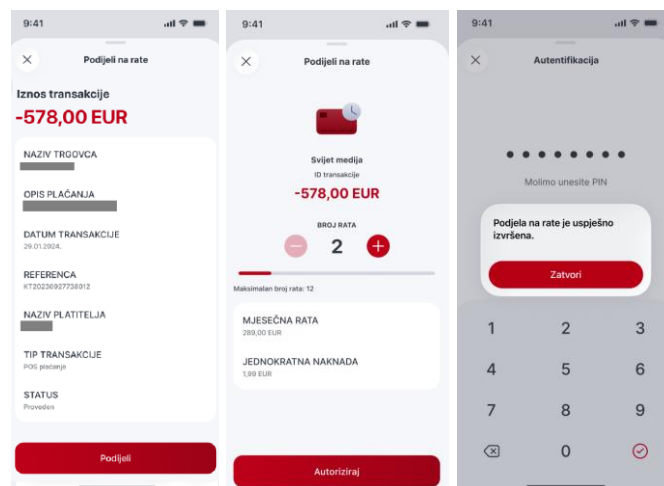 9:41
Podijeli na rate
Iznos transakcije
-578,00 EUR
NAZIV TRGOVCA
OPIS PLAĆANJA
DATUM TRANSAKCIJE
29.01.2024.
REFERENCA
KT20230927738012
NAZIV PLATITELJA
TIP TRANSAKCIJE
POS plaćanje
STATUS
Proveden
Podijeli
9:41
Podijeli na rate
Svijet medija
ID transakcije
-578,00 EUR
BROJ RATA
2
Maksimalan broj rata: 12
MJESEČNA RATA
289,00 EUR
JEDNOKRATNA NAKNADA
1,99 EUR
Autoriziraj
9:41
Autentifikacija
Molimo unesite PIN
Podjela na rate je uspješno
izvršena.
Zatvori
1 2 3
4 5 6
7 8 9
0